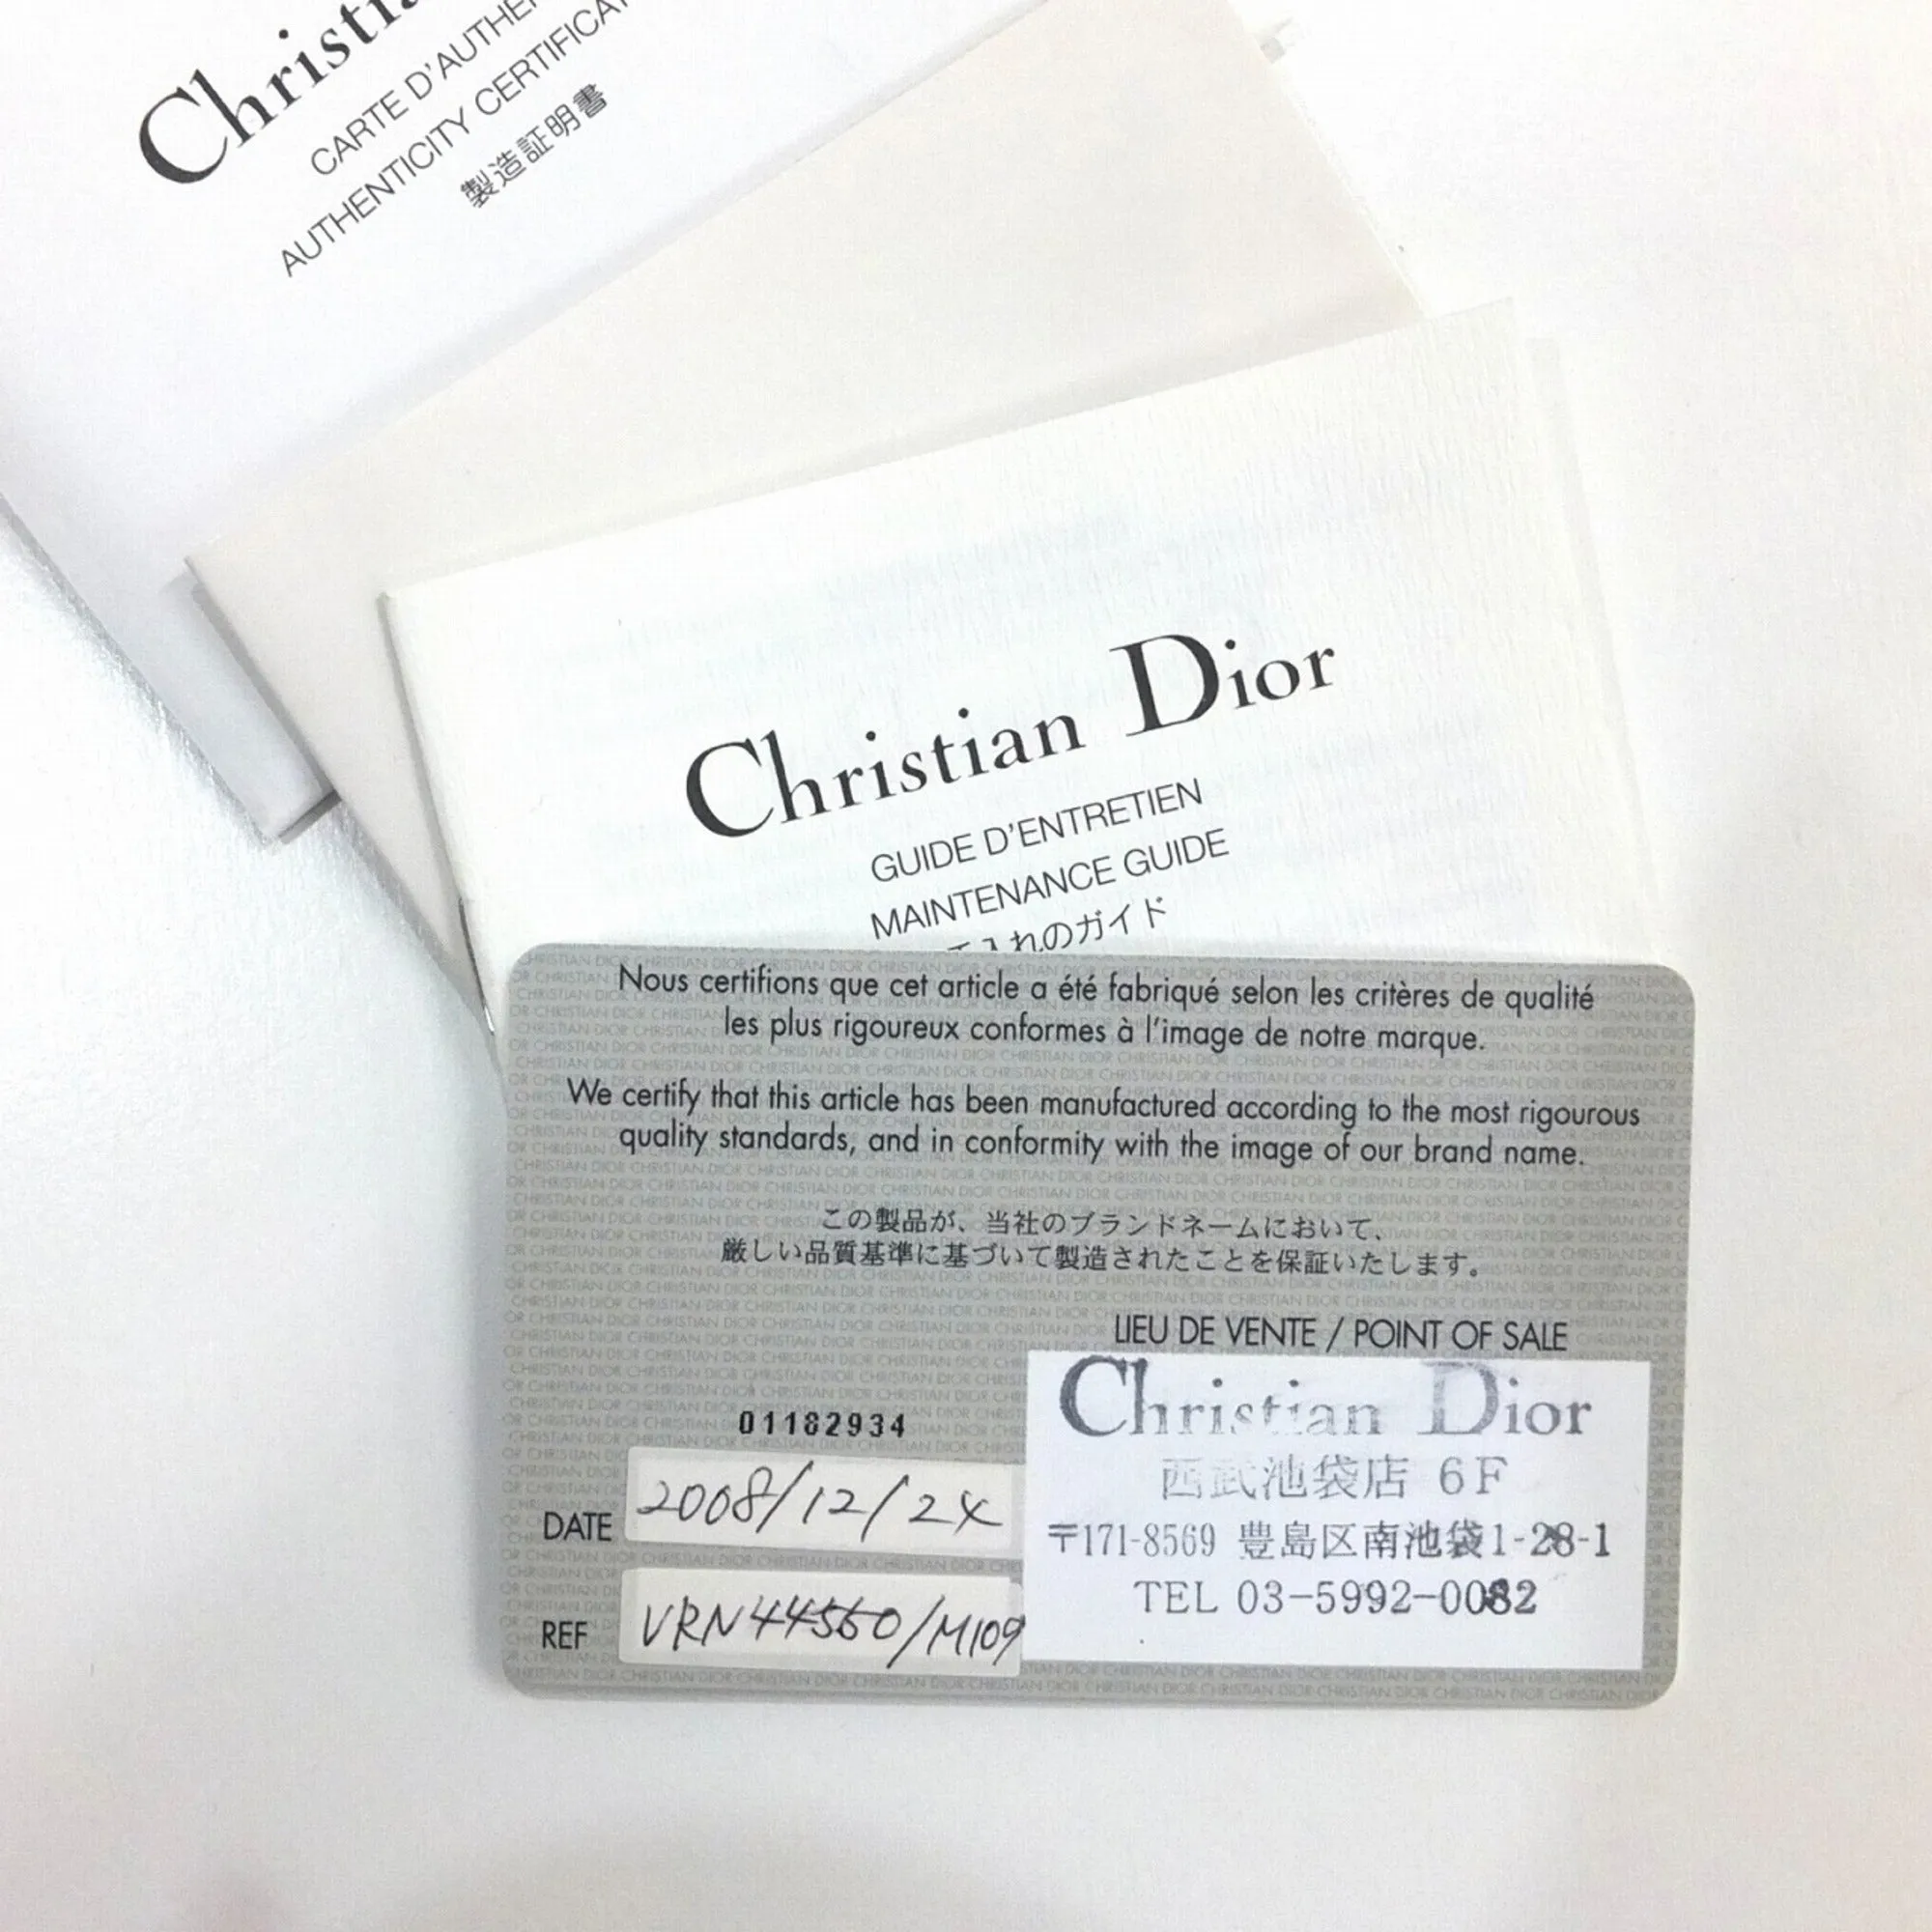 Christia
CARTE D'AUTHE
AUTHENTICITY CERTIFICA
製造証明書
Christian Dior
GUIDE D'ENTRETIEN
MAINTENANCE GUIDE
手入れのガイド
Nous certifions que cet article a été fabriqué selon les critères de qualité
les plus rigoureux conformes à l'image de notre marque.
We certify that this article has been manufactured according to the most rigourous
quality standards, and in conformity with the image of our brand name.
この製品が、当社のブランドネームにおいて、
厳しい品質基準に基づいて製造されたことを保証いたします。
LIEU DE VENTE / POINT OF SALE
Christian Dior
西武池袋店 6F
〒171-8569 豊島区南池袋1-28-1
TEL 03-5992-0082
01182934
DATE 2008/12/24
REF VRN44560/M109